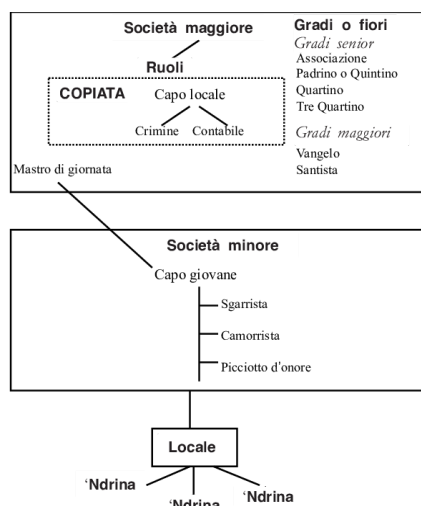 Società maggiore
Ruoli
COPIATA
Capo locale
Crimine
Contabile
Gradi o fiori
Gradi senior
Associazione
Padrino o Quintino
Quartino
Tre Quartino
Gradi maggiori
Vangelo
Santista
Mastro di giornata
Società minore
Capo giovane
Sgarrista
Camorrista
Picciotto d'onore
Locale
'Ndrina
'Ndrina
'Ndrina